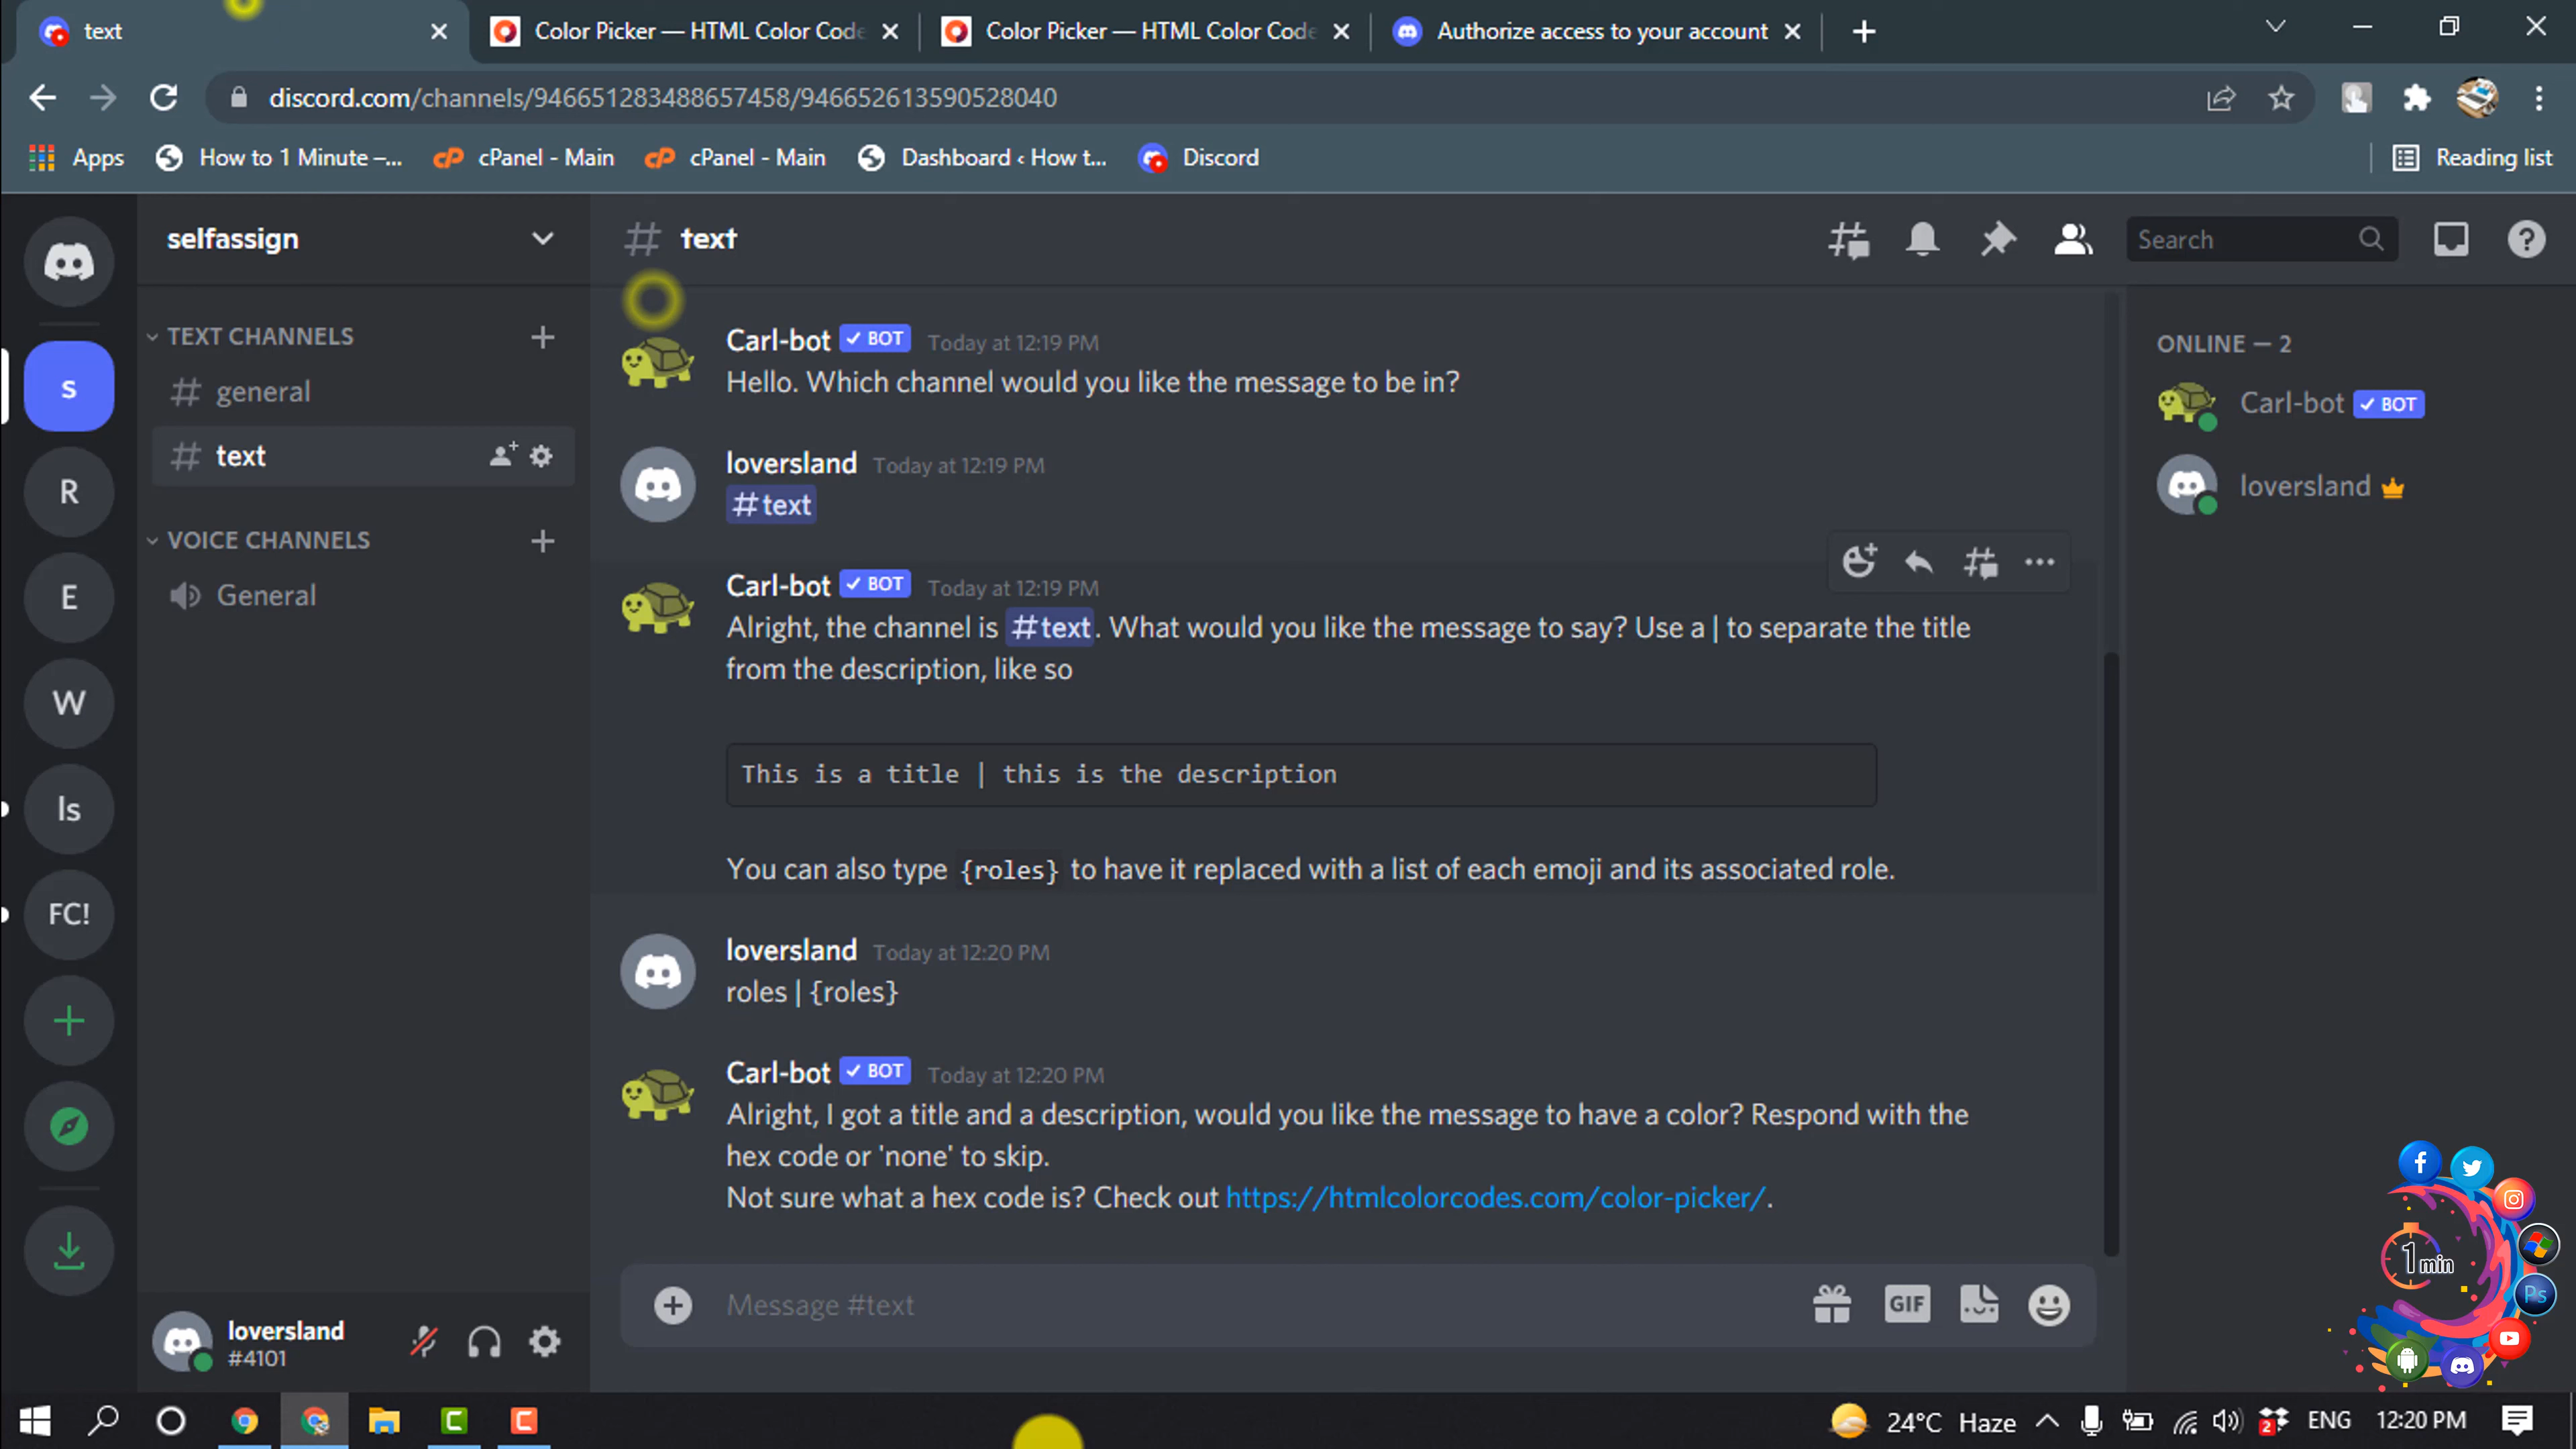 text
Color Picker — HTML Color Code
Color Picker — HTML Color Code
Authorize access to your account
discord.com/channels/946651283488657458/946652613590528040
Apps
How to 1 Minute –...
cPanel - Main
cPanel - Main
Dashboard ‹ How t...
Discord
Reading list
selfassign
# text
Search
TEXT CHANNELS
# general
# text
VOICE CHANNELS
General
S
R
E
W
Is
FC!
Carl-bot ✓ BOT Today at 12:19 PM
Hello. Which channel would you like the message to be in?
loversland Today at 12:19 PM
#text
Carl-bot ✓ BOT Today at 12:19 PM
Alright, the channel is #text. What would you like the message to say? Use a | to separate the title
from the description, like so
This is a title | this is the description
You can also type {roles} to have it replaced with a list of each emoji and its associated role.
loversland Today at 12:20 PM
roles | {roles}
Carl-bot ✓ BOT Today at 12:20 PM
Alright, I got a title and a description, would you like the message to have a color? Respond with the
hex code or 'none' to skip.
Not sure what a hex code is? Check out https://htmlcolorcodes.com/color-picker/.
Message #text
GIF
ONLINE — 2
Carl-bot ✓ BOT
loversland
loversland
#4101
1 min
Ps
24°C Haze
2
ENG
12:20 PM